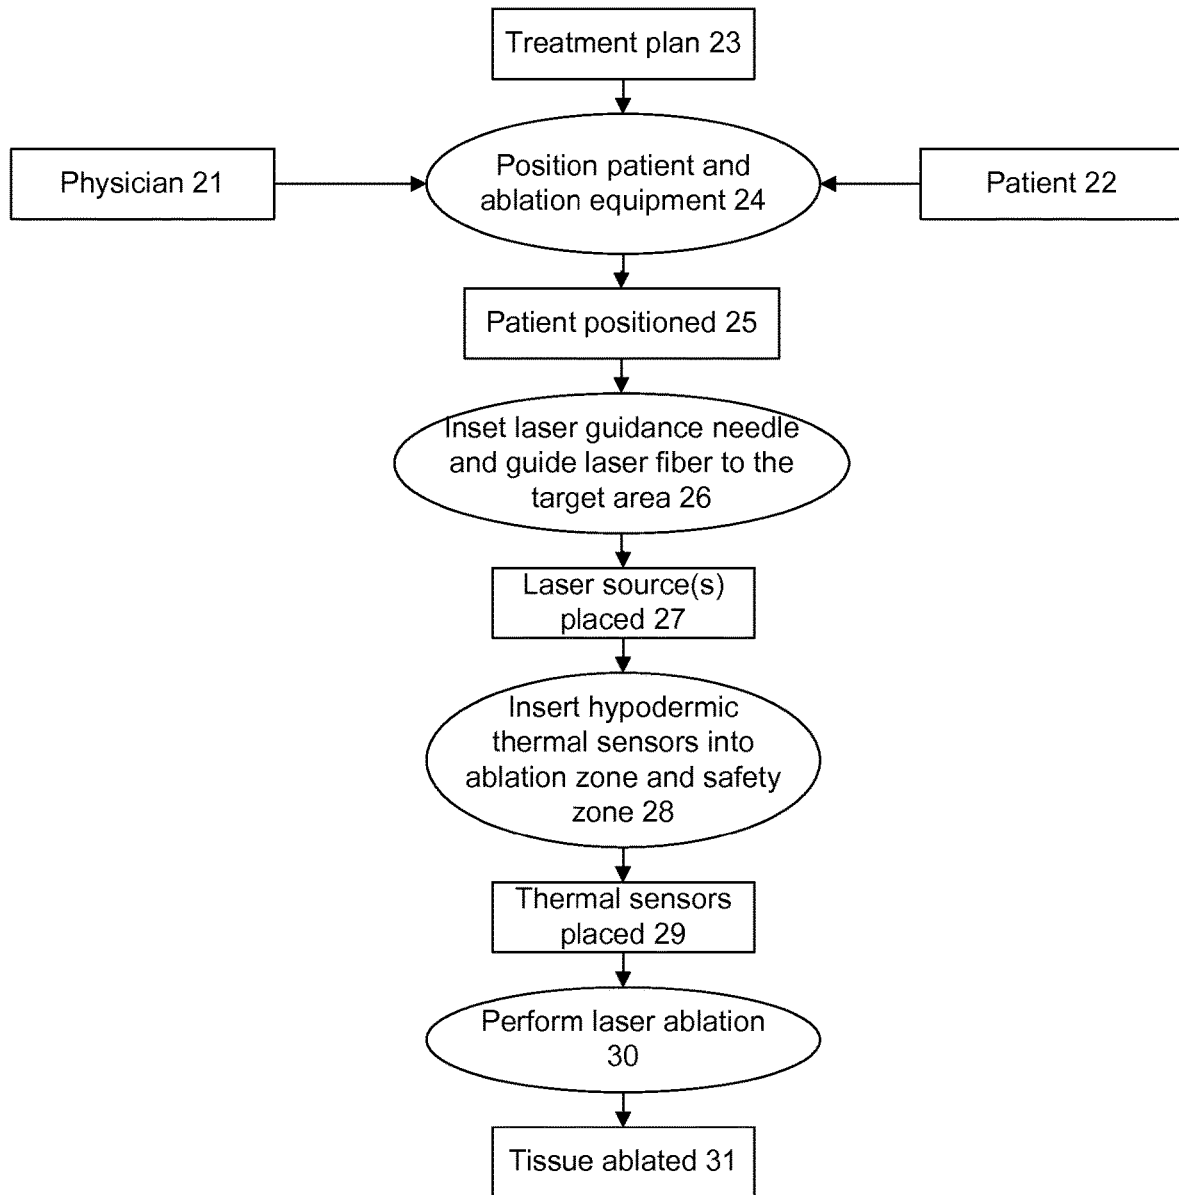 Treatment plan 23
Physician 21
Position patient and
ablation equipment 24
Patient 22
Patient positioned 25
Inset laser guidance needle
and guide laser fiber to the
target area 26
Laser source(s)
placed 27
Insert hypodermic
thermal sensors into
ablation zone and safety
zone 28
Thermal sensors
placed 29
Perform laser ablation
30
Tissue ablated 31